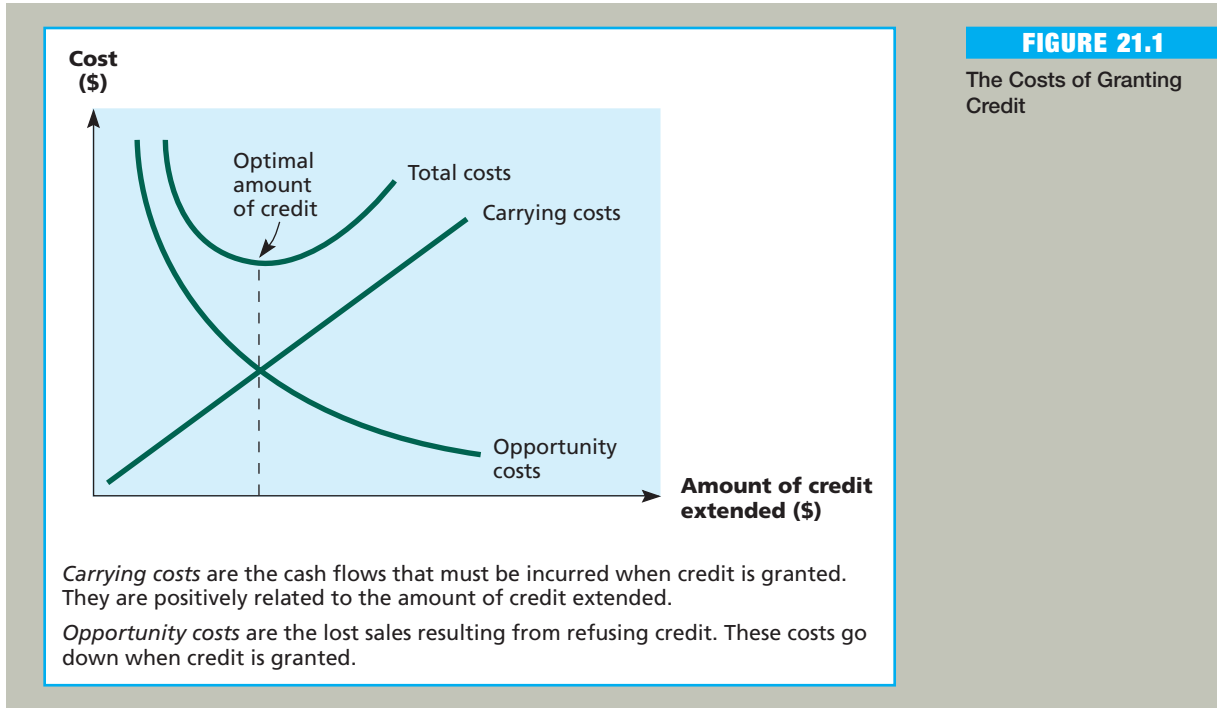 FIGURE 21.1
The Costs of Granting
Credit
Cost
($)
Optimal
amount
of credit
Total costs
Carrying costs
Opportunity
costs
Amount of credit
extended ($)
Carrying costs are the cash flows that must be incurred when credit is granted.
They are positively related to the amount of credit extended.
Opportunity costs are the lost sales resulting from refusing credit. These costs go
down when credit is granted.